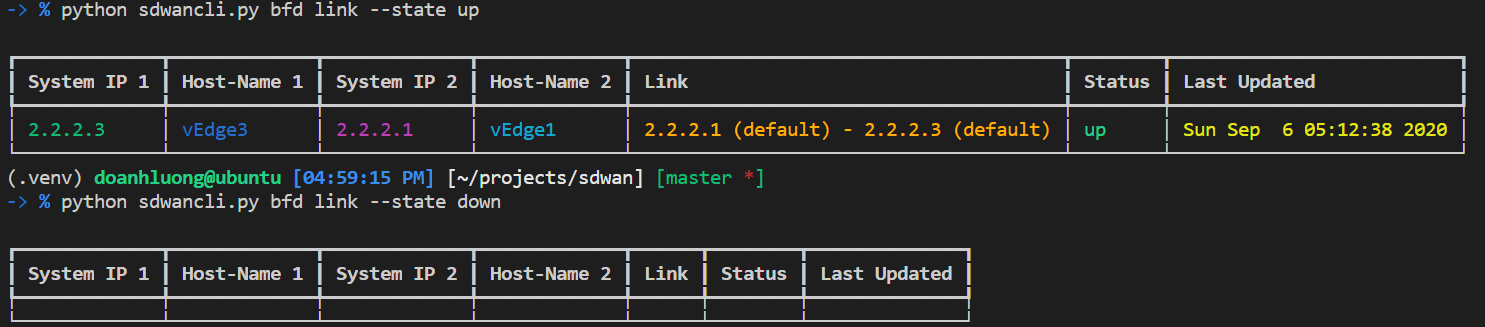 -> % python sdwancli.py bfd link --state up
System IP 1 Host-Name 1 System IP 2 Host-Name 2 Link Status Last Updated
2.2.2.3 vEdge3 2.2.2.1 vEdge1 2.2.2.1 (default) - 2.2.2.3 (default) up Sun Sep  6 05:12:38 2020
(.venv) doanhluong@ubuntu [04:59:15 PM] [~/projects/sdwan] [master *]
-> % python sdwancli.py bfd link --state down
System IP 1 Host-Name 1 System IP 2 Host-Name 2 Link Status Last Updated